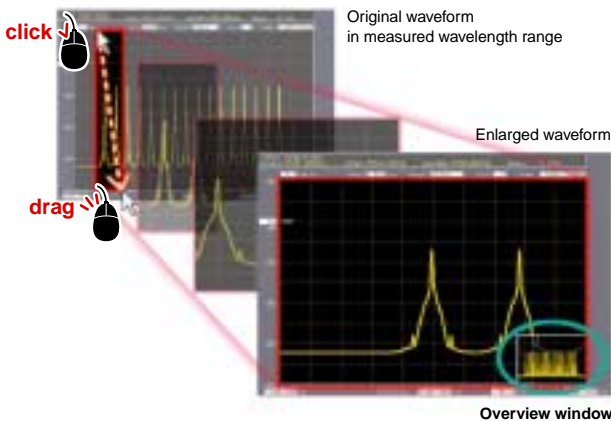 click
Original waveform
in measured wavelength range
Enlarged waveform
drag
Overview window